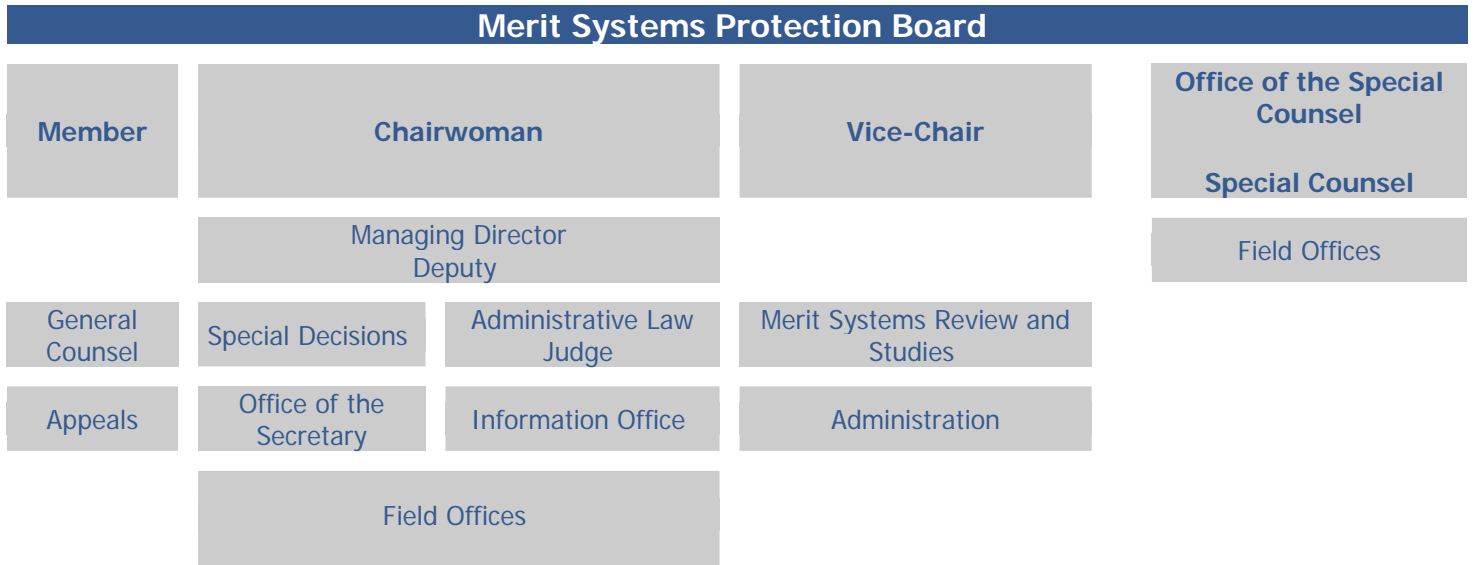 Merit Systems Protection Board
Member
Chairwoman
Vice-Chair
Office of the Special
Counsel
Special Counsel
Managing Director
Deputy
Field Offices
General
Counsel
Special Decisions
Administrative Law
Judge
Merit Systems Review and
Studies
Appeals
Office of the
Secretary
Information Office
Administration
Field Offices